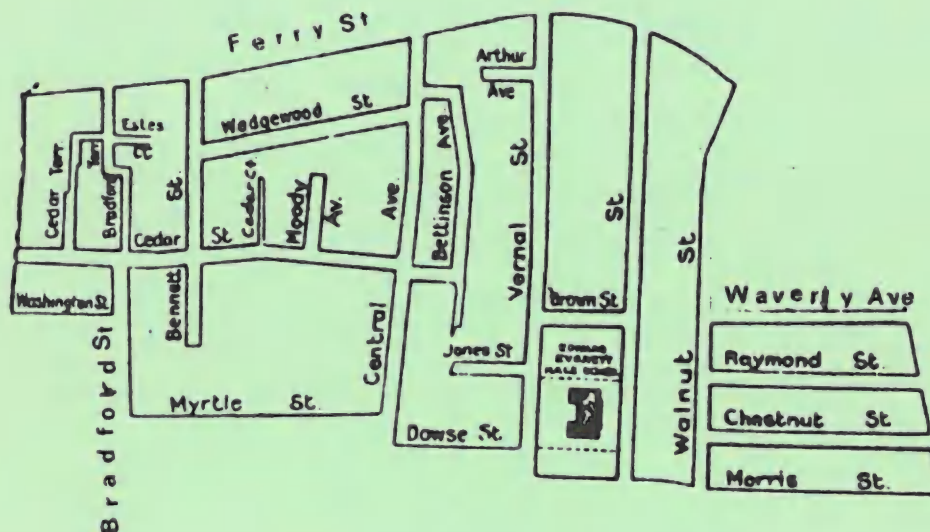 Ferry St
Arthur
Ave
Wedgewood St
Estes
Ct
Cedar Terr.
Terr
Bradford
Cedar St.
St
Cedar Ct.
Moody Av.
Central Ave.
Bettinson Ave.
Vernal St
St
Walnut St
Washington St.
Bennett
Brown St
Waverly Ave
Jones St
Raymond St.
Myrtle St.
Chestnut St
Dowse St.
Morris St.
Bradford St
EVERETT